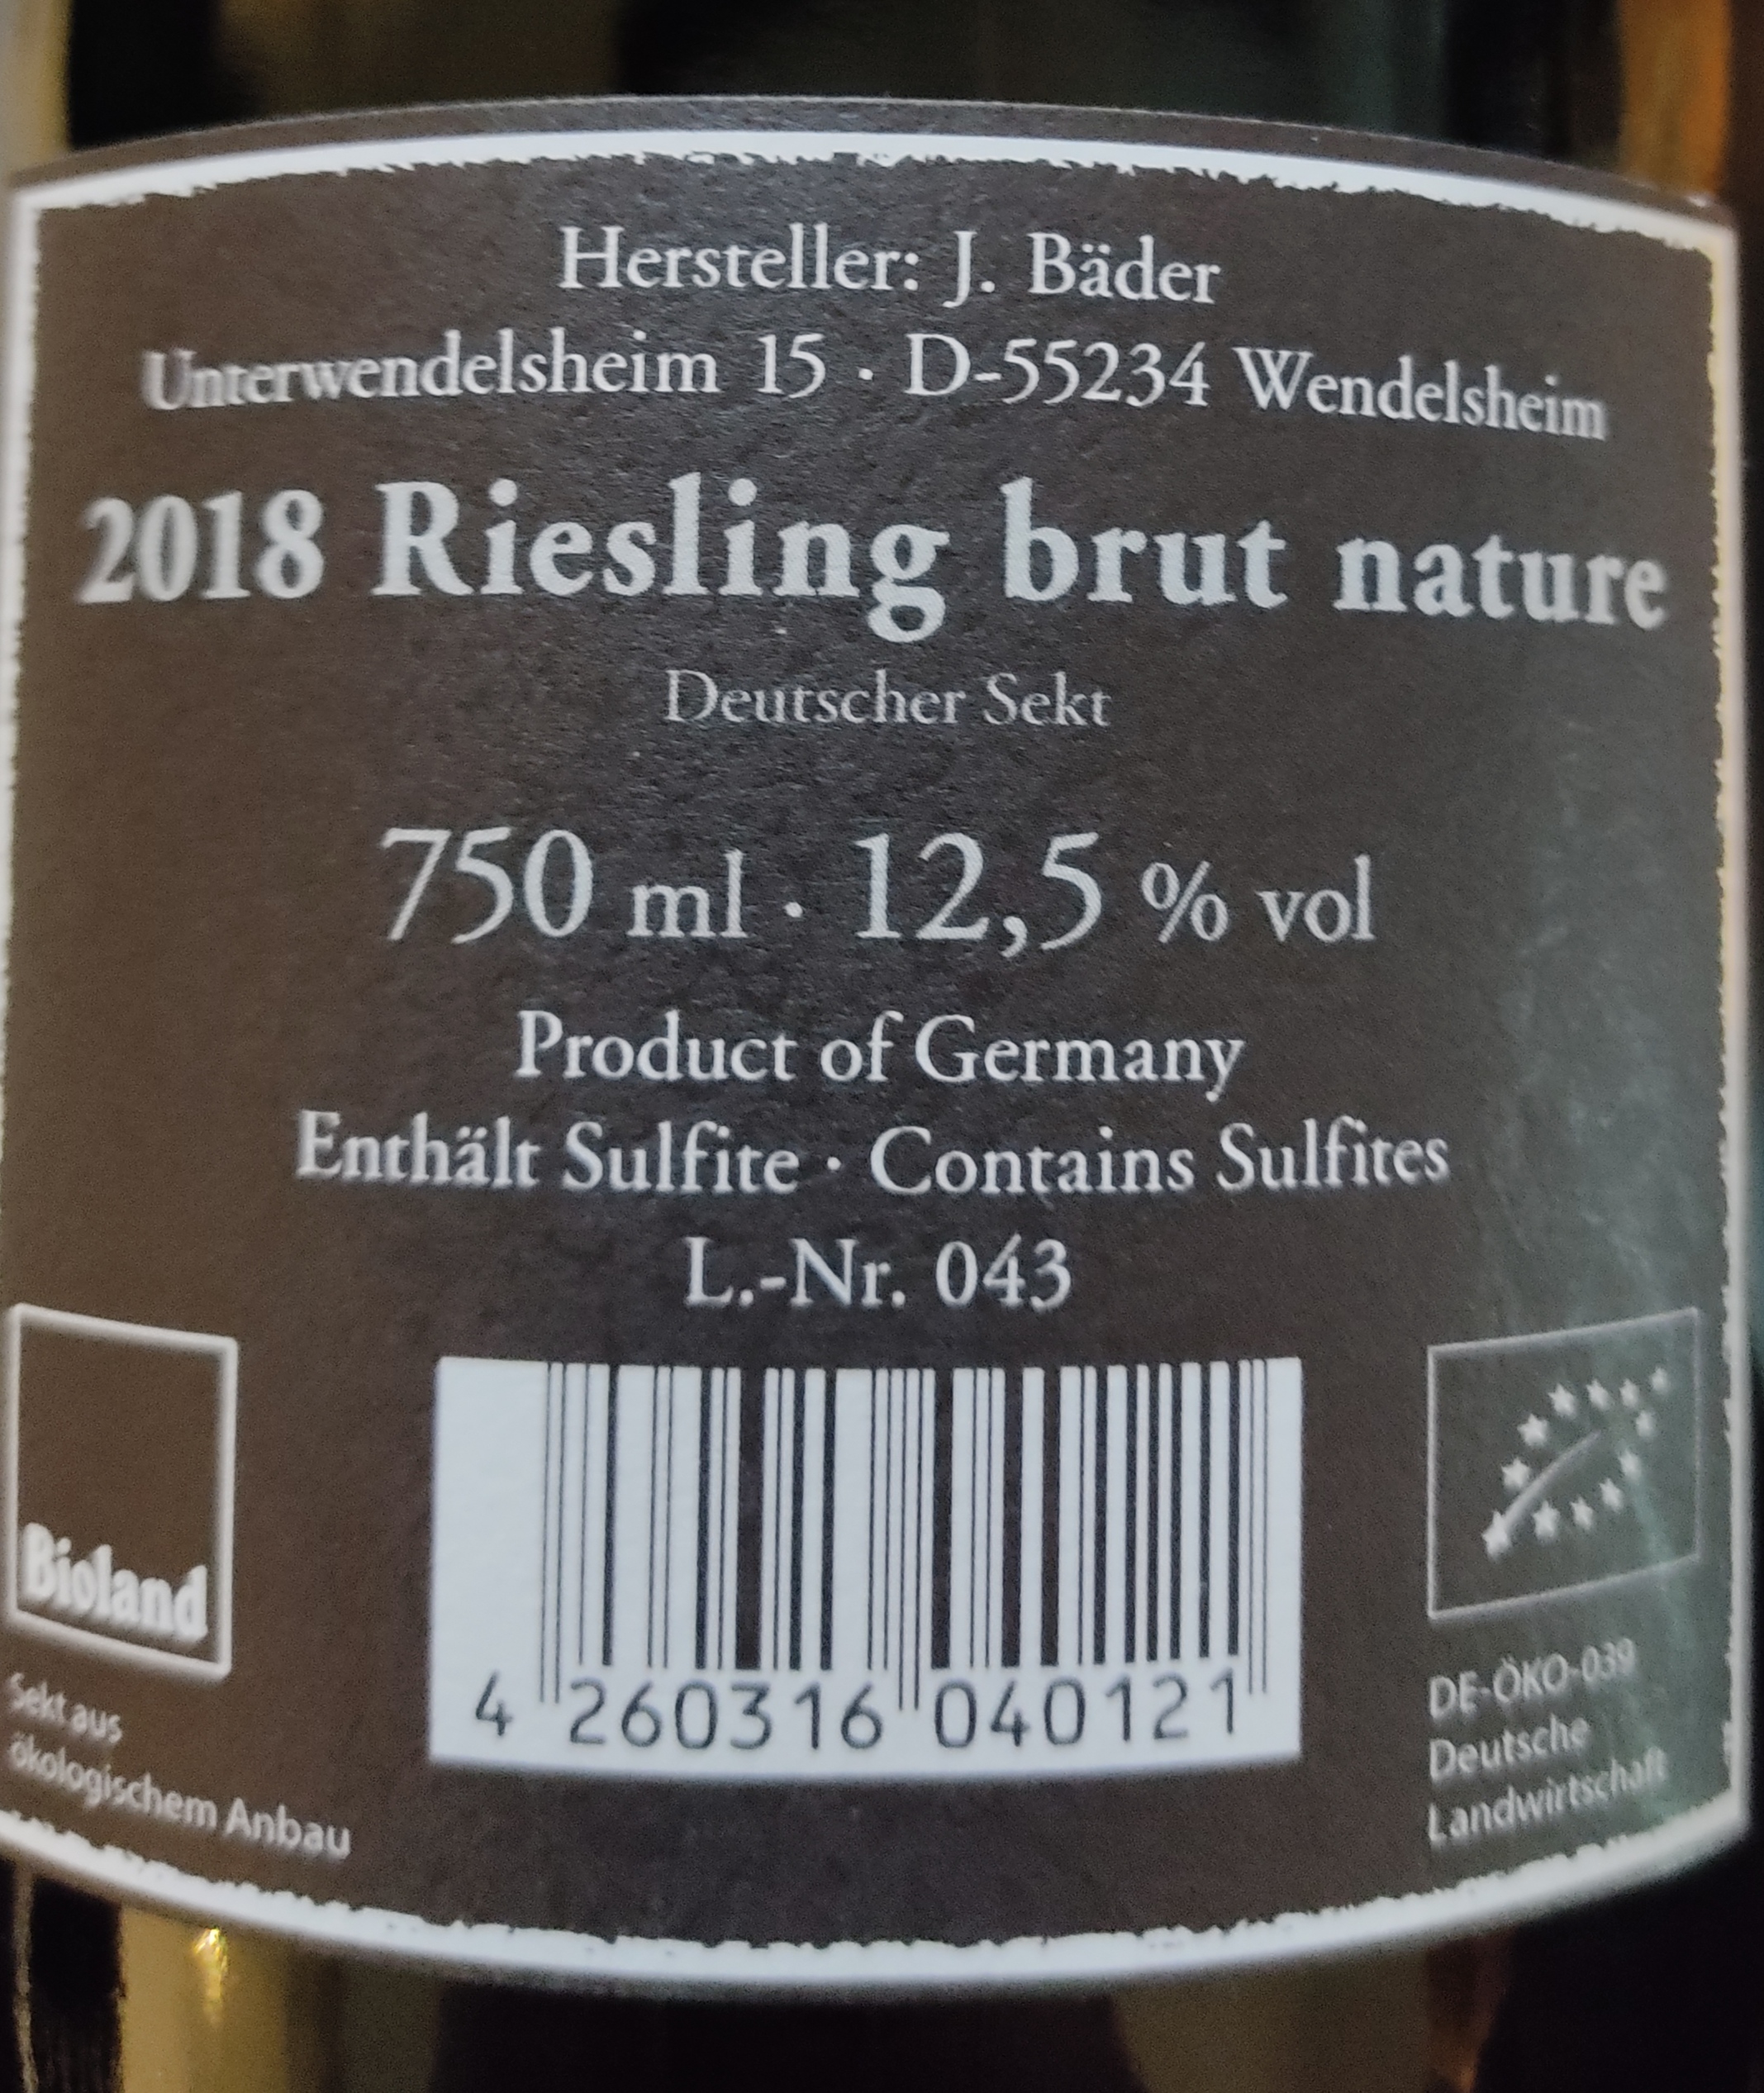 Hersteller: J. Bäder
Unterwendelsheim 15 · D-55234 Wendelsheim
2018 Riesling brut nature
Deutscher Sekt
750 ml · 12,5 % vol
Product of Germany
Enthält Sulfite · Contains Sulfites
L.-Nr. 043
Bioland
Sekt aus
ökologischem Anbau
4 260316 040121
DE-ÖKO-039
Deutsche
Landwirtschaft